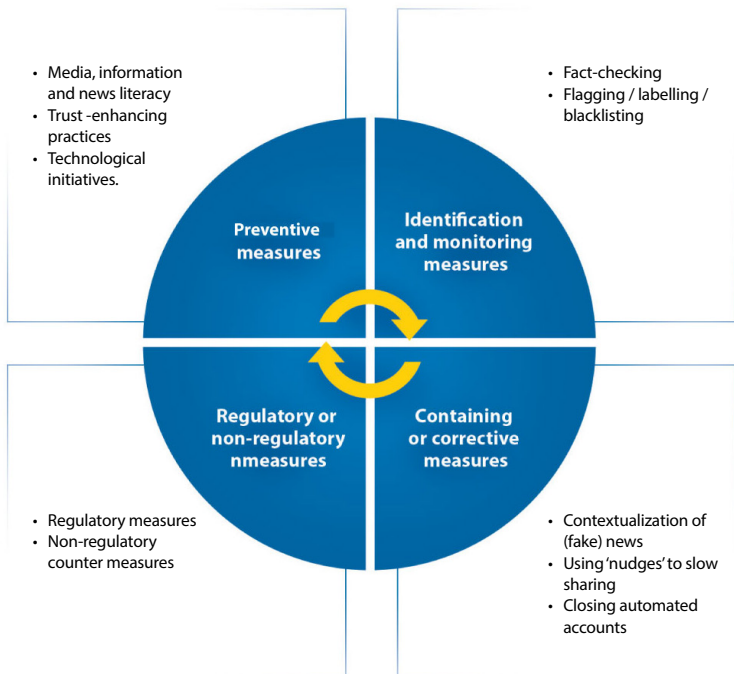 • Media, information
and news literacy
• Trust -enhancing
practices
• Technological
initiatives.
• Fact-checking
• Flagging / labelling /
blacklisting
Preventive
measures
Identification
and monitoring
measures
Regulatory or
non-regulatory
nmeasures
Containing
or corrective
measures
• Regulatory measures
• Non-regulatory
counter measures
• Contextualization of
(fake) news
• Using ‘nudges’ to slow
sharing
• Closing automated
accounts